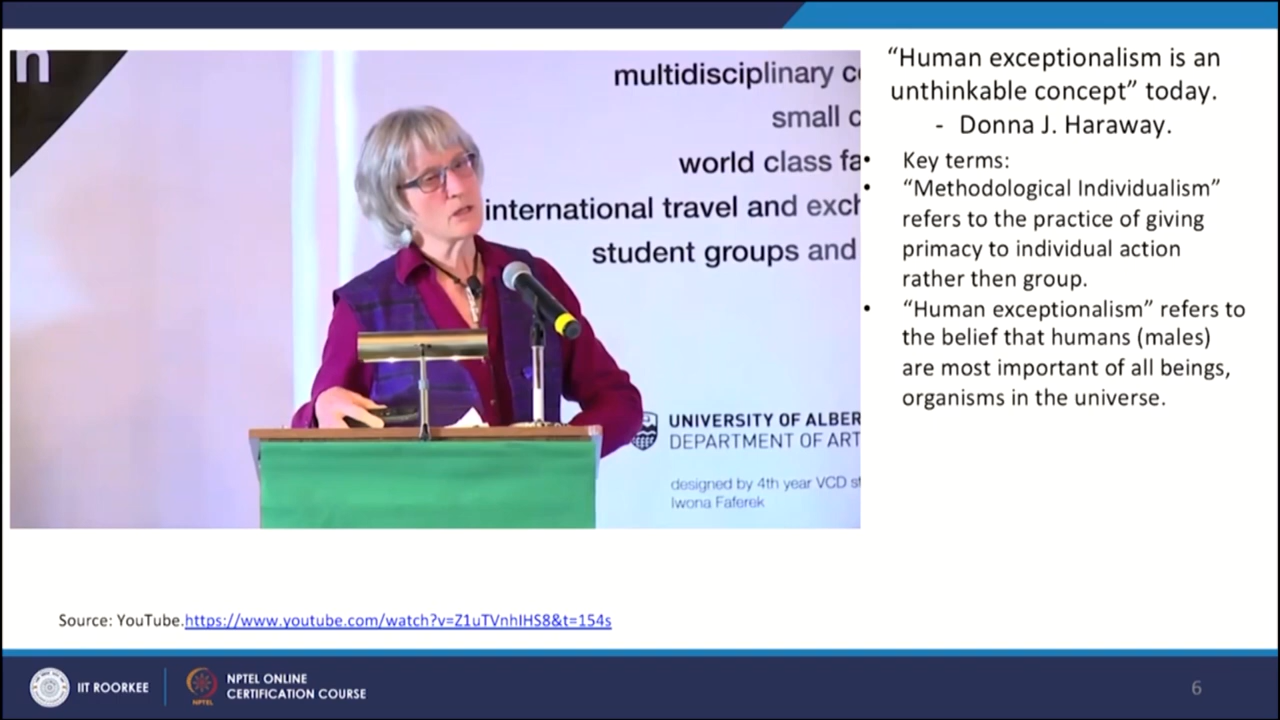 n
multidisciplinary c
small c
world class fa
international travel and exch
student groups and
UNIVERSITY OF ALBER
DEPARTMENT OF ART
designed by 4th year VCD st
Iwona Faferek
“Human exceptionalism is an
unthinkable concept” today.
- Donna J. Haraway.
• Key terms:
• “Methodological Individualism”
refers to the practice of giving
primacy to individual action
rather then group.
• “Human exceptionalism” refers to
the belief that humans (males)
are most important of all beings,
organisms in the universe.
Source: YouTube.https://www.youtube.com/watch?v=Z1uTVnhIHS8&t=154s
IIT ROORKEE
NPTEL
NPTEL ONLINE
CERTIFICATION COURSE
6